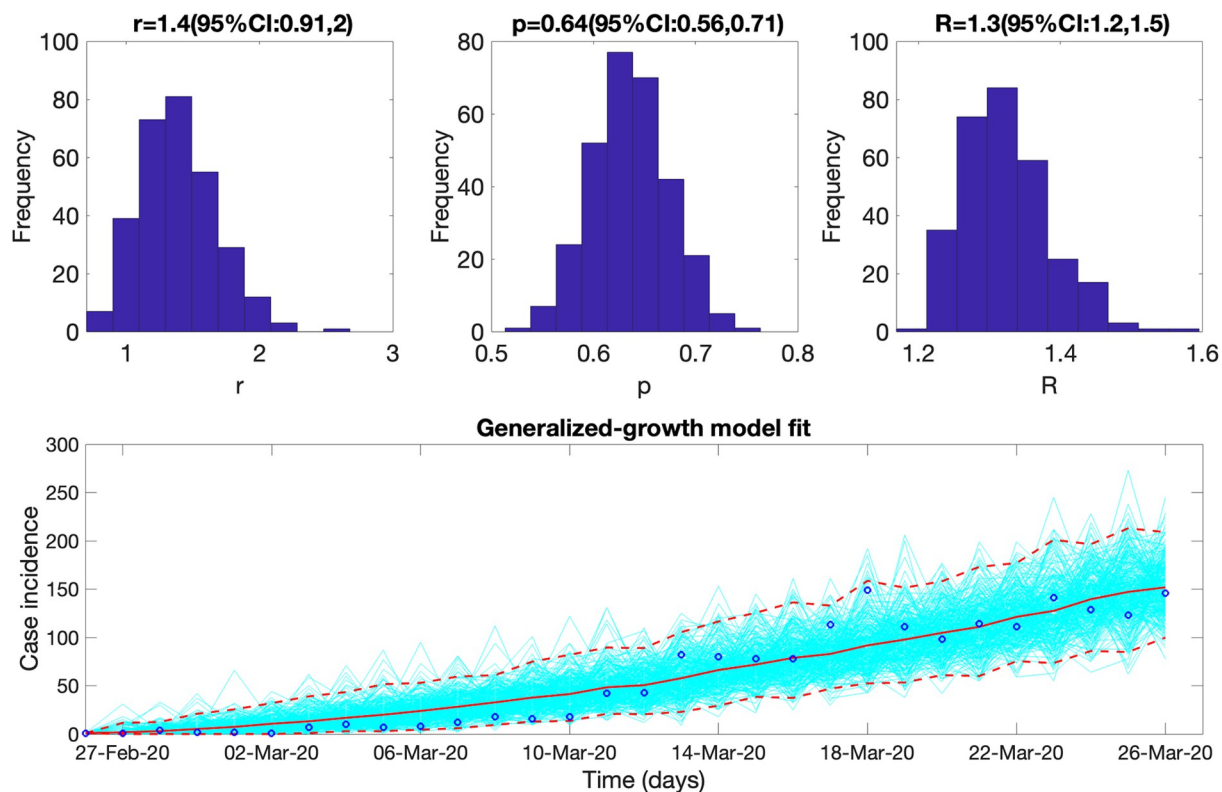 r=1.4(95%CI:0.91,2)
100
80
60
40
20
0
Frequency
1 2 3
r
p=0.64(95%CI:0.56,0.71)
80
60
40
20
0
Frequency
0.5 0.6 0.7 0.8
p
R=1.3(95%CI:1.2,1.5)
100
80
60
40
20
0
Frequency
1.2 1.4 1.6
R
Generalized-growth model fit
300
250
200
150
100
50
0
Case incidence
27-Feb-20 02-Mar-20 06-Mar-20 10-Mar-20 14-Mar-20 18-Mar-20 22-Mar-20 26-Mar-20
Time (days)